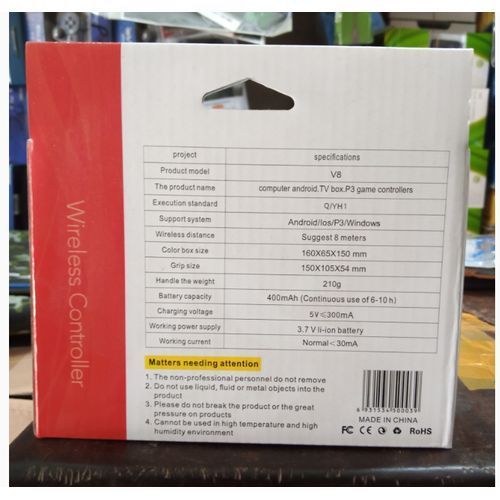 Wireless Controller
project specifications
Product model V8
The product name computer android.TV box.P3 game controllers
Execution standard Q/YH1
Support system Android/Ios/P3/Windows
Wireless distance Suggest 8 meters
Color box size 160X65X150 mm
Grip size 150X105X54 mm
Handle the weight 210g
Battery capacity 400mAh (Continuous use of 6-10 h)
Charging voltage 5V≤300mA
Working power supply 3.7 V li-ion battery
Working current Normal<30mA
Matters needing attention
1. The non-professional personnel do not remove
2. Do not use liquid, fluid or metal objects into the
product
3. Please do not break the product or the great
pressure on products
4. Cannot be used in high temperature and high
humidity environment
6 931534 500039
MADE IN CHINA
FC CE RoHS